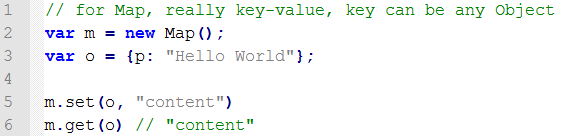 1 // for Map, really key-value, key can be any Object
2 var m = new Map();
3 var o = {p: "Hello World"};
4
5 m.set(o, "content")
6 m.get(o) // "content"